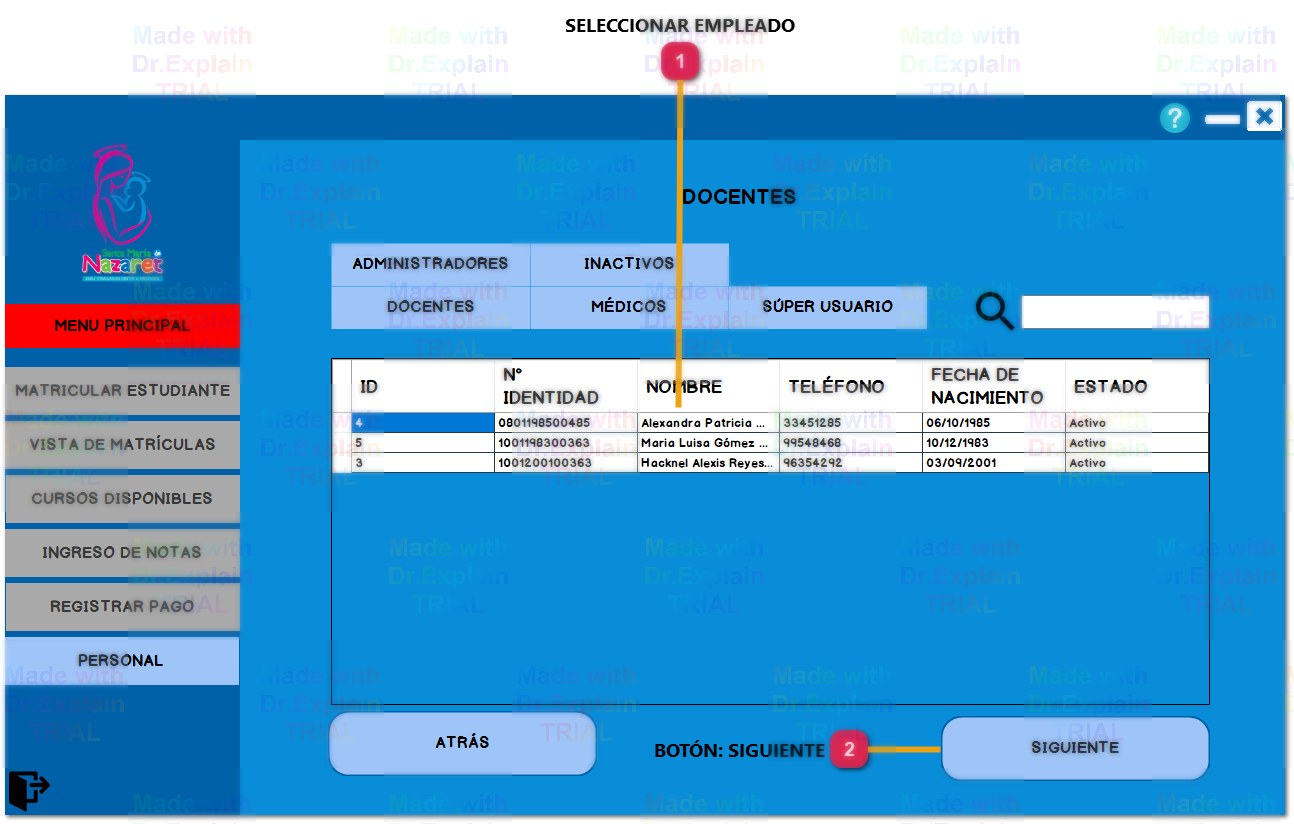 SELECCIONAR EMPLEADO
1
?
DOCENTES
Santa María de
Nazaret
ADMINISTRADORES INACTIVOS
DOCENTES MÉDICOS SÚPER USUARIO
MENU PRINCIPAL
MATRICULAR ESTUDIANTE
VISTA DE MATRÍCULAS
CURSOS DISPONIBLES
INGRESO DE NOTAS
REGISTRAR PAGO
PERSONAL
ID N° IDENTIDAD NOMBRE TELÉFONO FECHA DE NACIMIENTO ESTADO
4 0801198500485 Alexandra Patricia ... 33451285 06/10/1985 Activo
5 1001198300363 Maria Luisa Gómez ... 99548468 10/12/1983 Activo
3 1001200100363 Hacknel Alexis Reyes... 96354292 03/09/2001 Activo
ATRÁS
BOTÓN: SIGUIENTE 2
SIGUIENTE
Made with
Dr.Explain
TRIAL